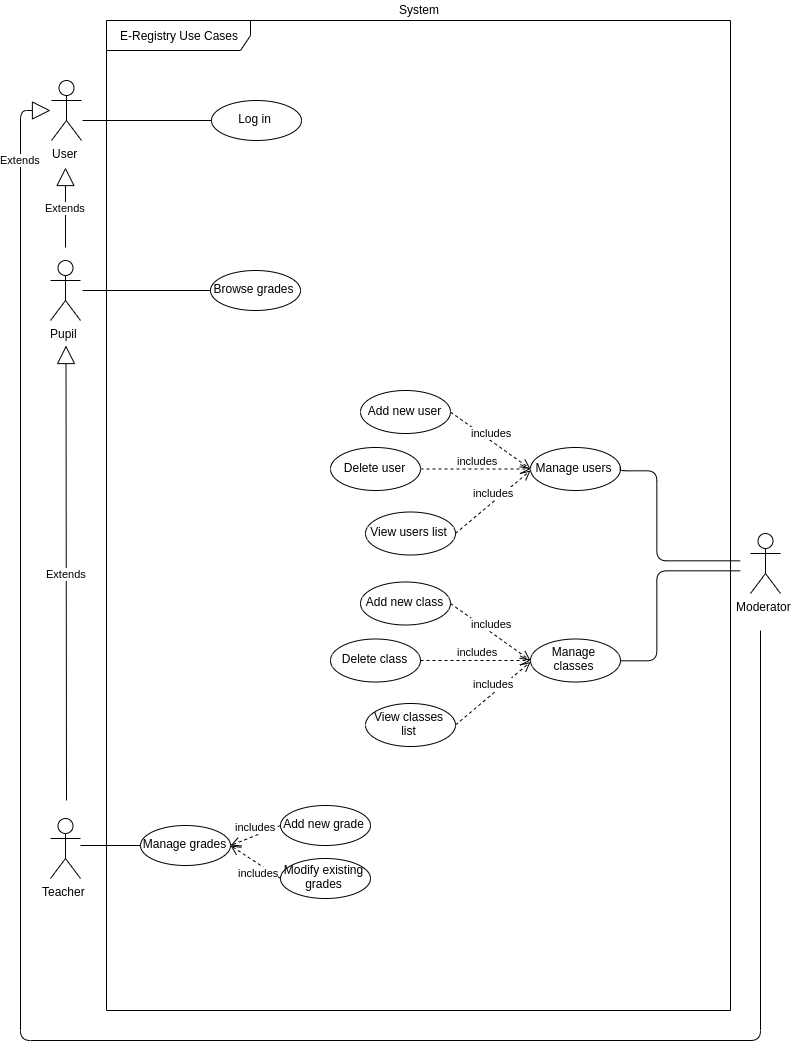 System
E-Registry Use Cases
Log in
User
Extends
Extends
Browse grades
Pupil
Add new user
includes
Delete user
includes
Manage users
includes
View users list
Extends
Add new class
includes
Moderator
Delete class
includes
Manage
classes
includes
View classes
list
Add new grade
includes
Manage grades
includes
Modify existing
grades
Teacher